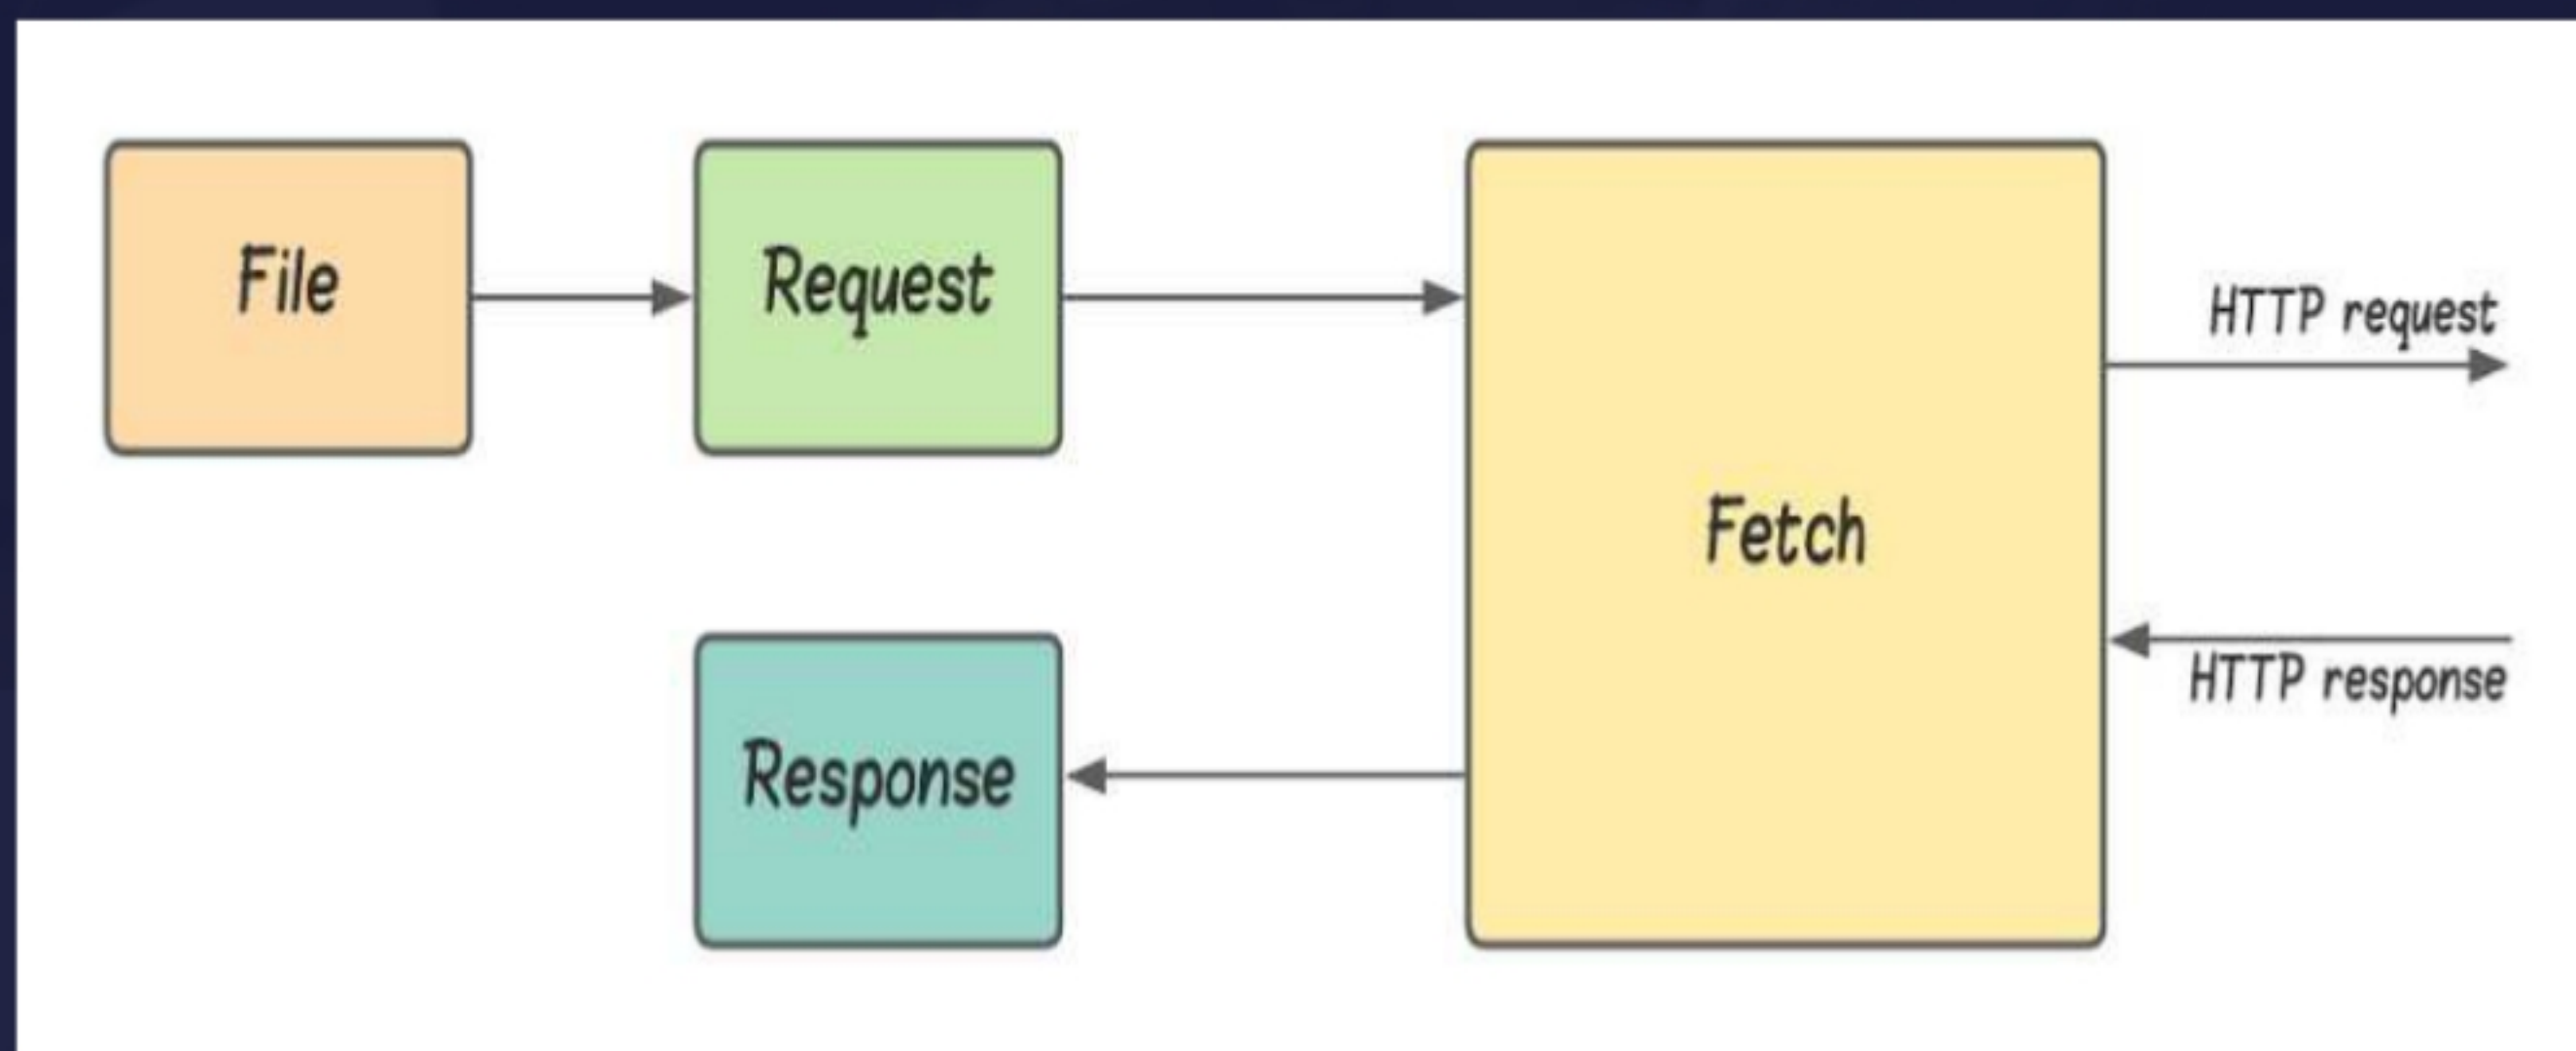 File
Request
HTTP request
Fetch
HTTP response
Response